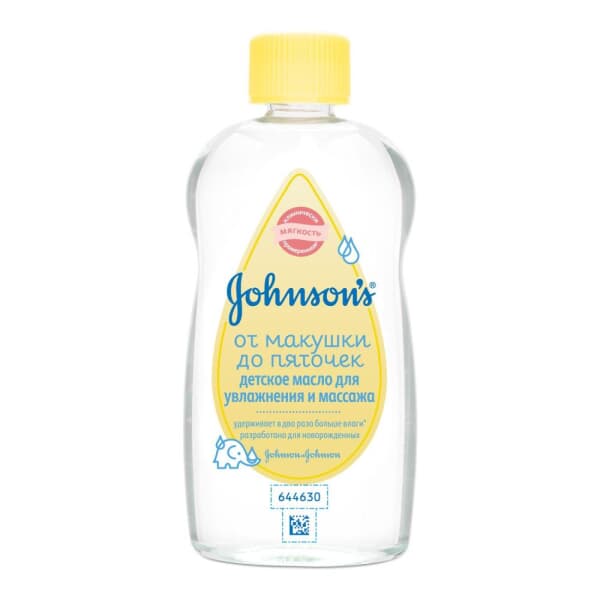 клинически
мягкость
проверенная
Johnson's®
от макушки
до пяточек
детское масло для
увлажнения и массажа
удерживает в два раза больше влаги*
разработано для новорожденных
Johnson & Johnson
644630